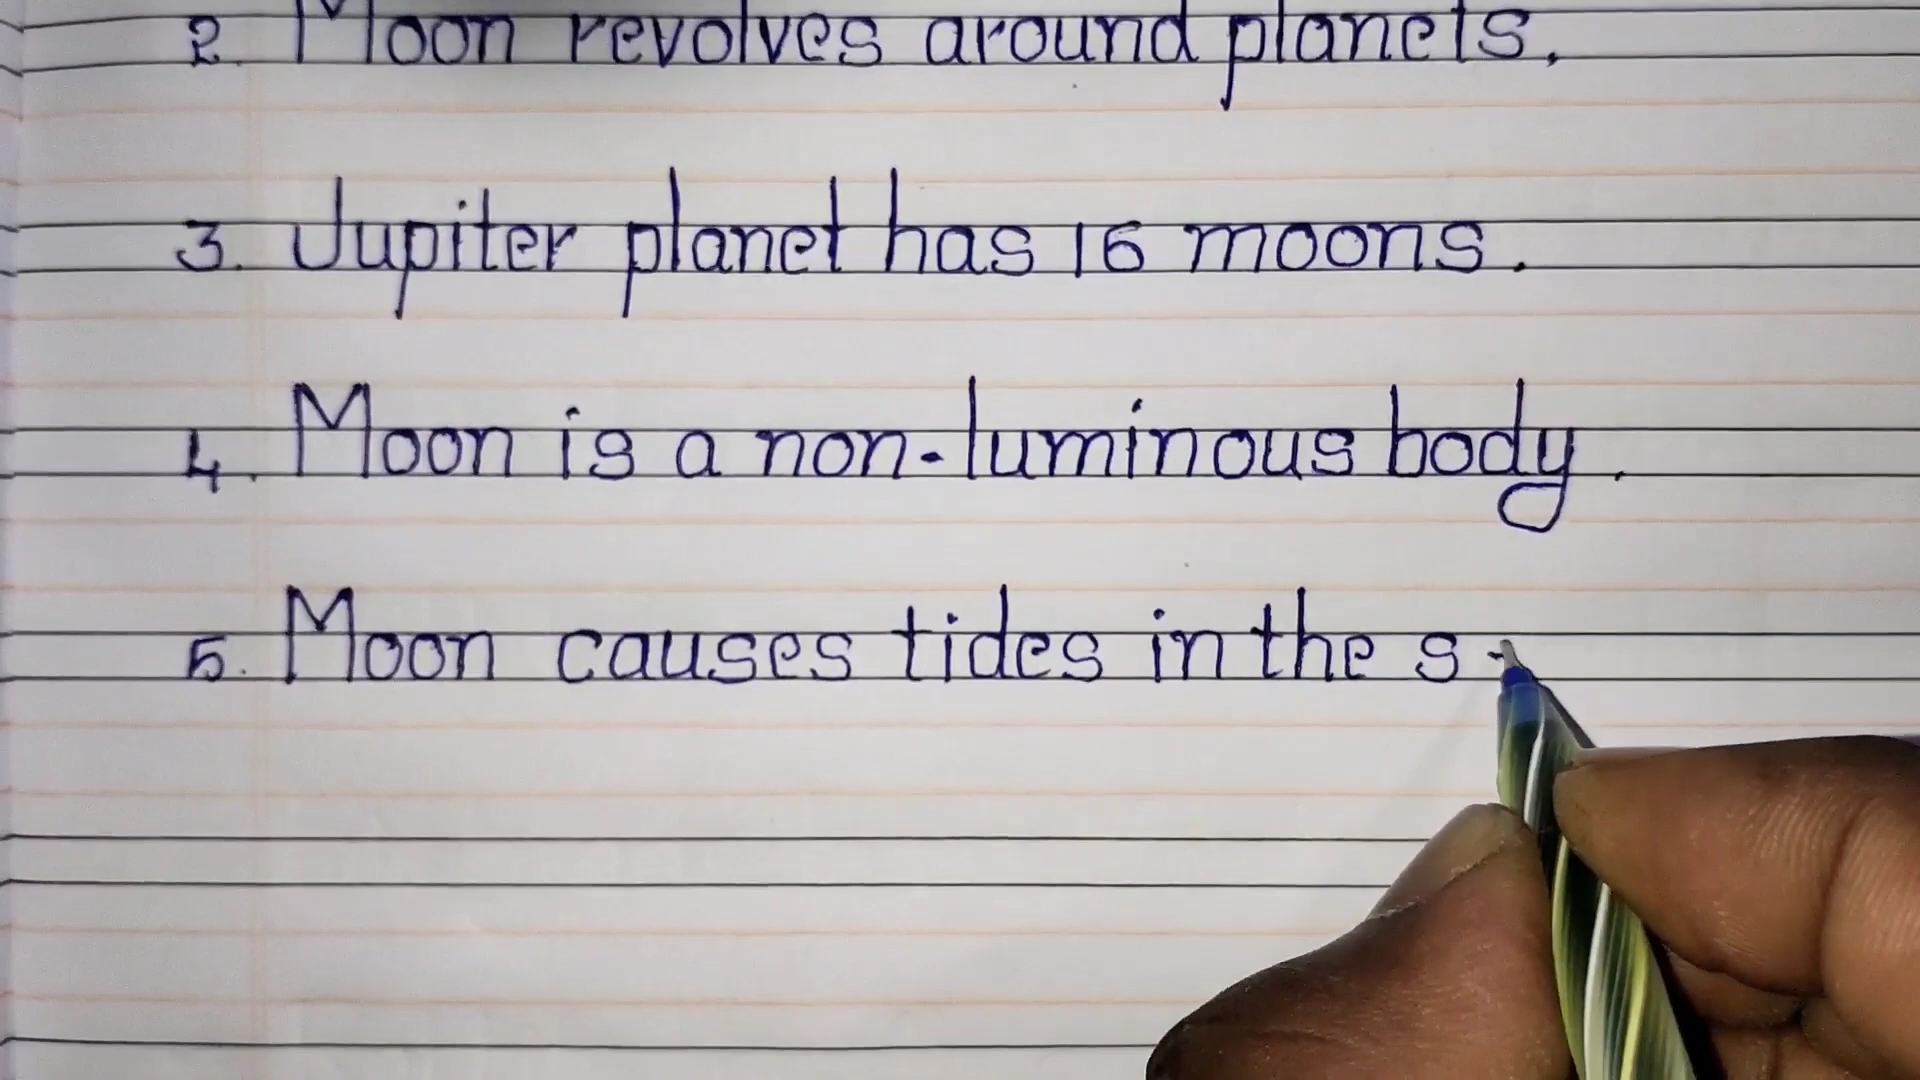 2. Moon revolves around planets.
3. Jupiter planet has 16 moons.
4. Moon is a non-luminous body.
5. Moon causes tides in the s